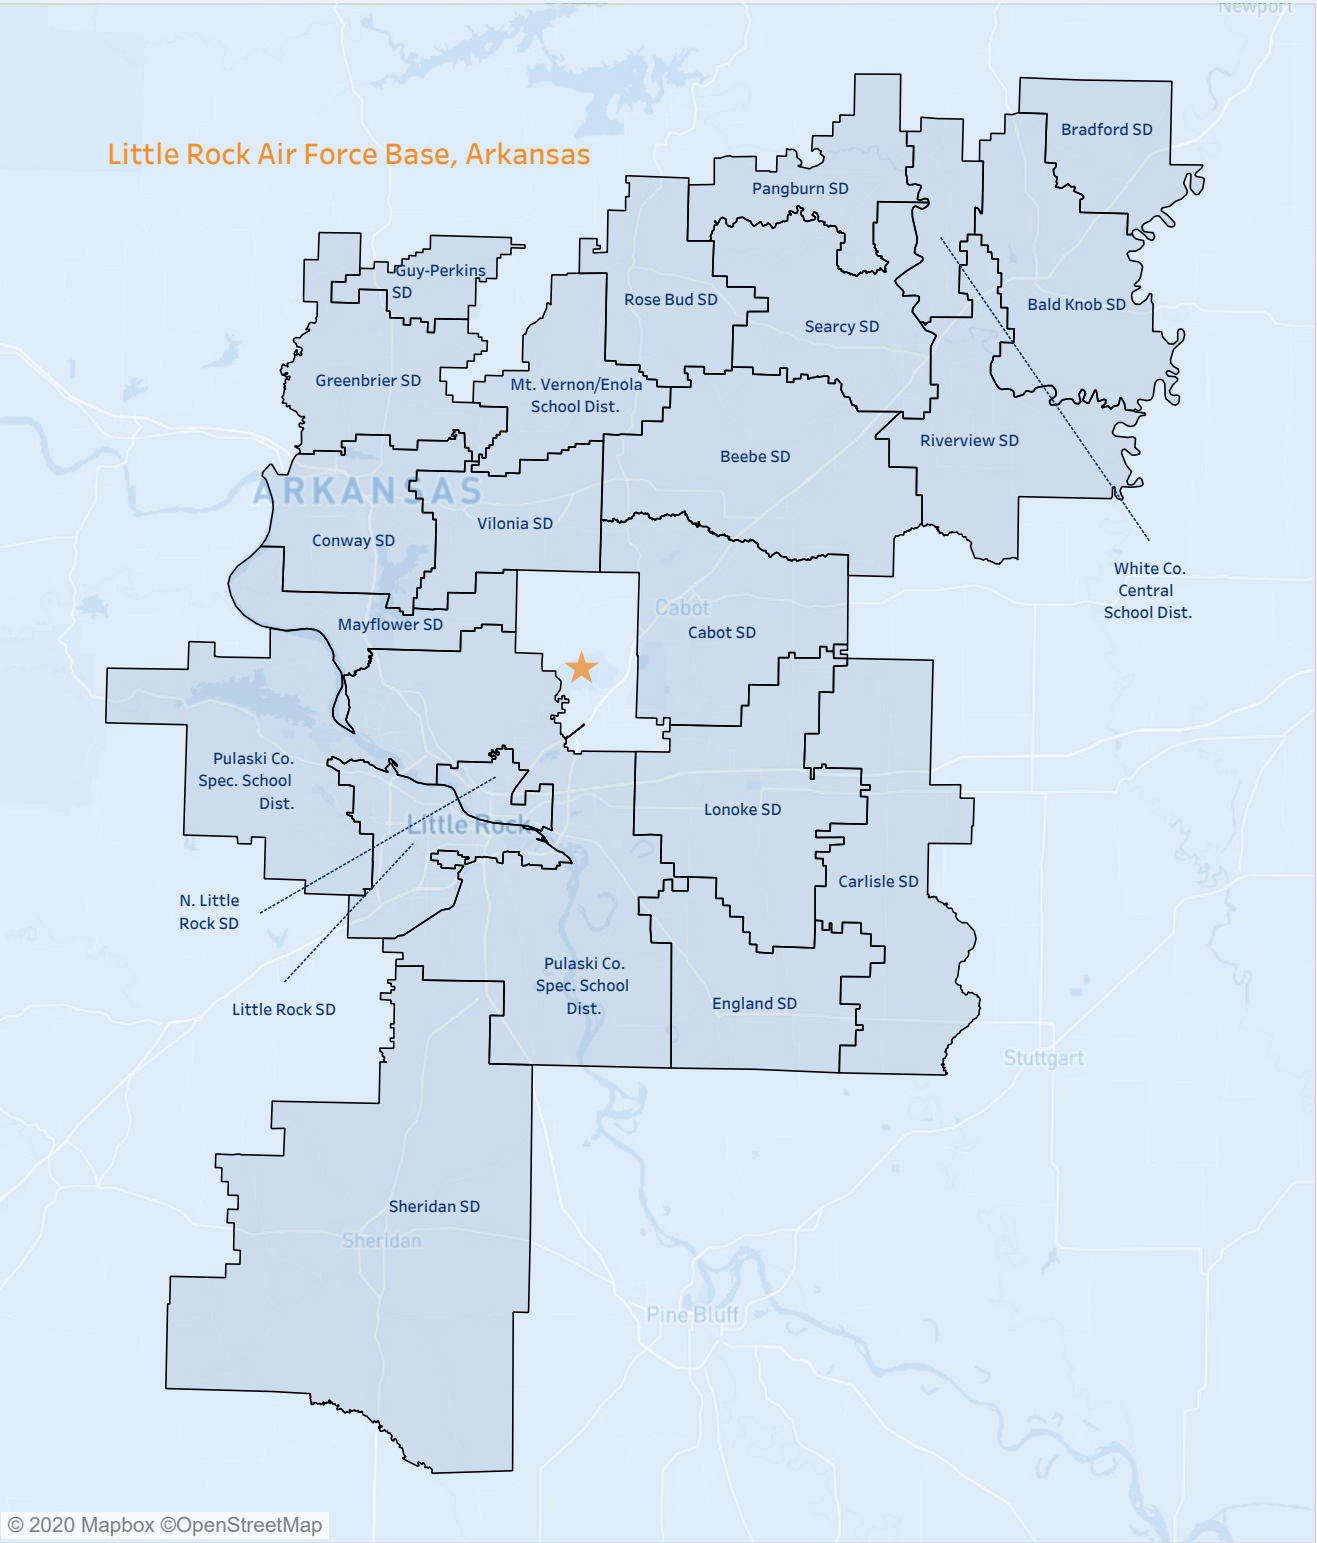 Newport
Little Rock Air Force Base, Arkansas
Bradford SD
Pangburn SD
Guy-Perkins
SD
Rose Bud SD
Bald Knob SD
Searcy SD
Greenbrier SD
Mt. Vernon/Enola
School Dist.
Riverview SD
Beebe SD
ARKANSAS
Vilonia SD
Conway SD
White Co.
Central
School Dist.
Cabot
Cabot SD
Mayflower SD
Pulaski Co.
Spec. School
Dist.
Lonoke SD
Little Rock
Carlisle SD
N. Little
Rock SD
Pulaski Co.
Spec. School
Dist.
England SD
Little Rock SD
Stuttgart
Sheridan SD
Sheridan
Pine Bluff
© 2020 Mapbox ©OpenStreetMap